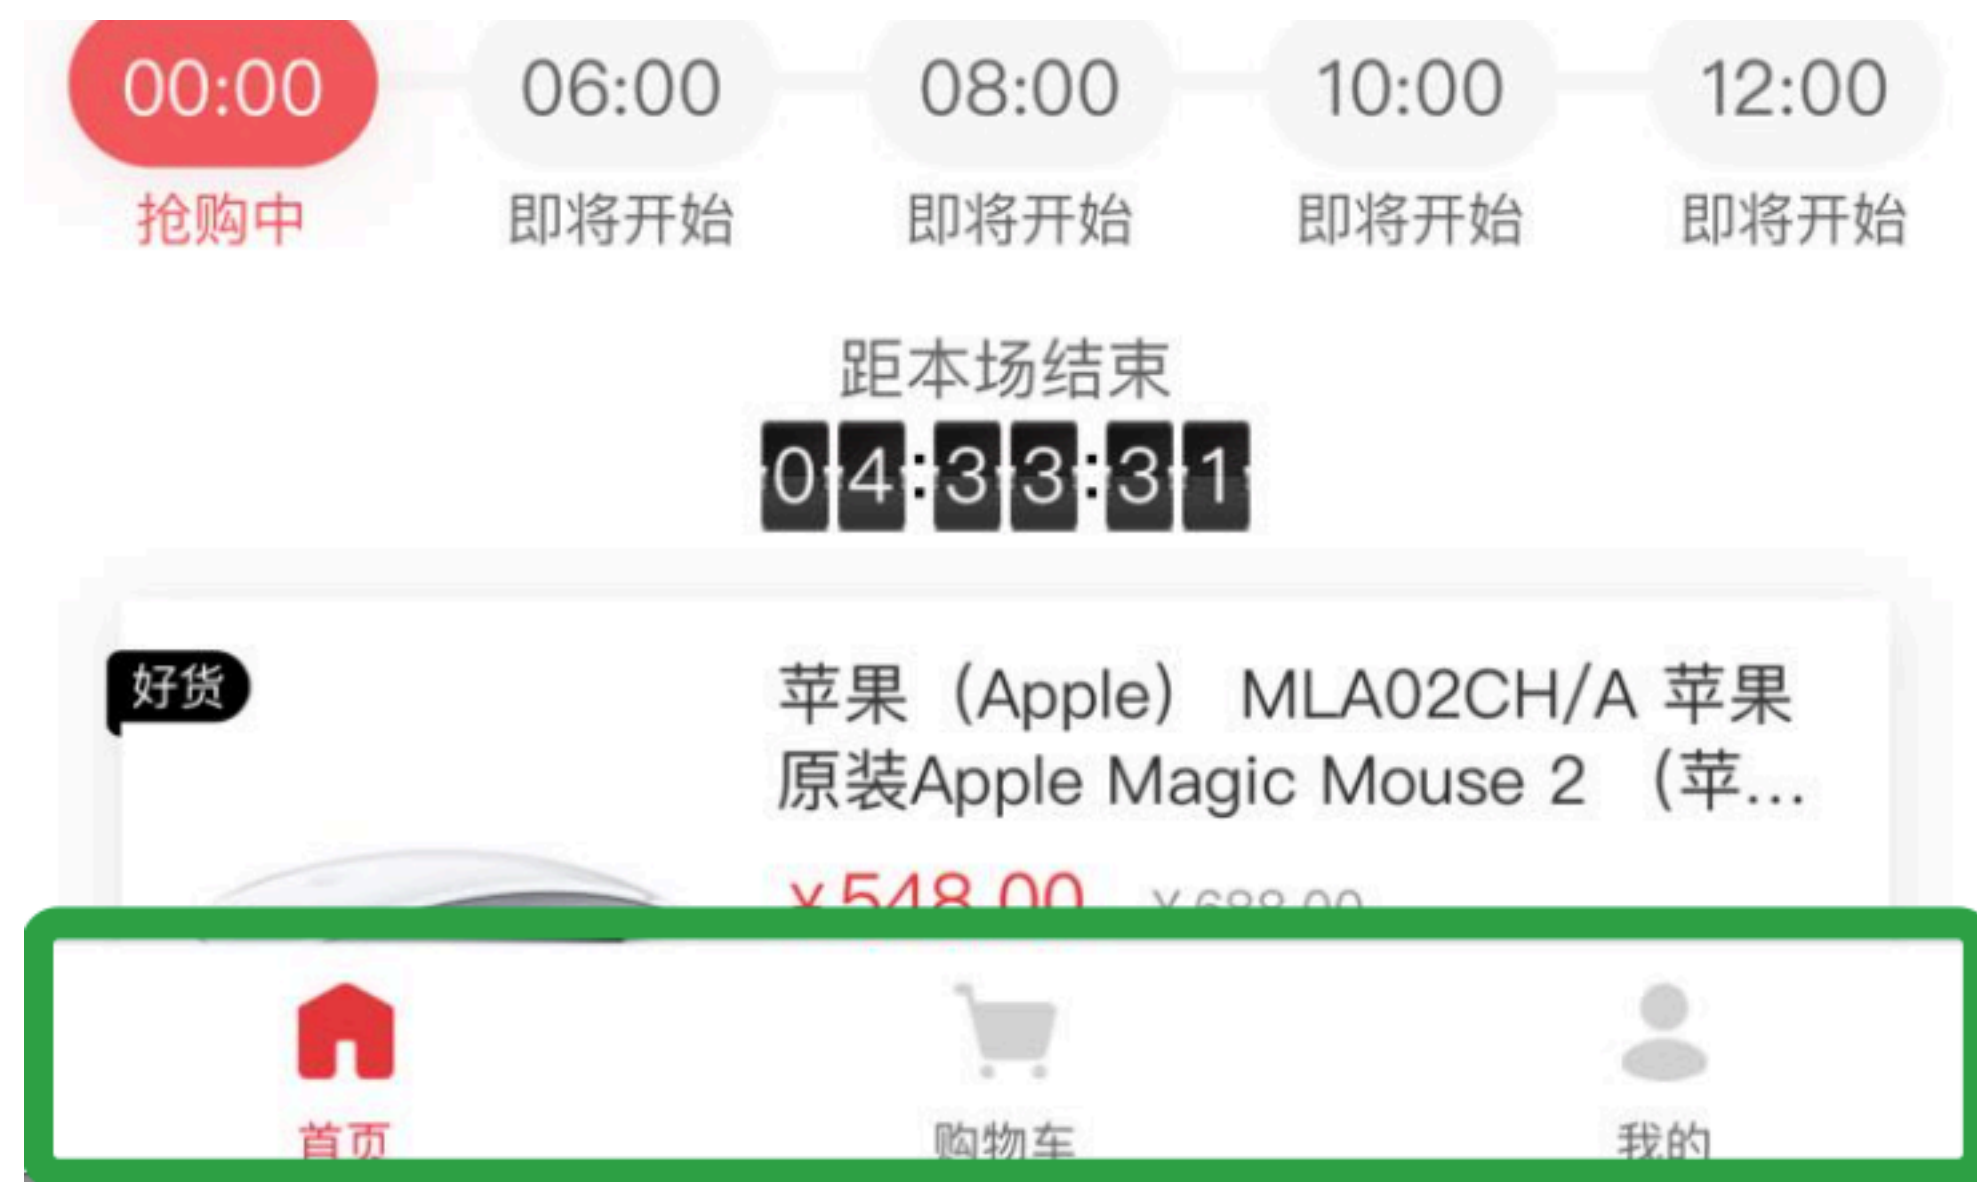 00:00 06:00 08:00 10:00 12:00
抢购中 即将开始 即将开始 即将开始 即将开始
距本场结束
04:33:31
好货
苹果（Apple） MLA02CH/A 苹果
原装Apple Magic Mouse 2 （苹...
¥548.00 ¥688.00
首页 购物车 我的